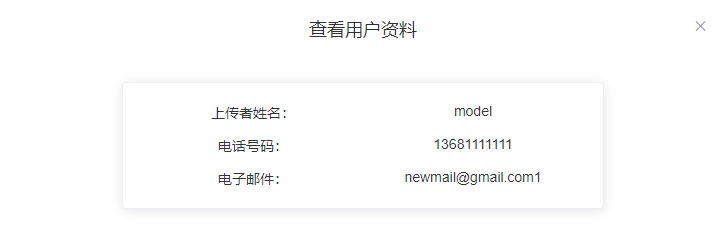 查看用户资料
上传者姓名： model
电话号码： 13681111111
电子邮件： newmail@gmail.com1